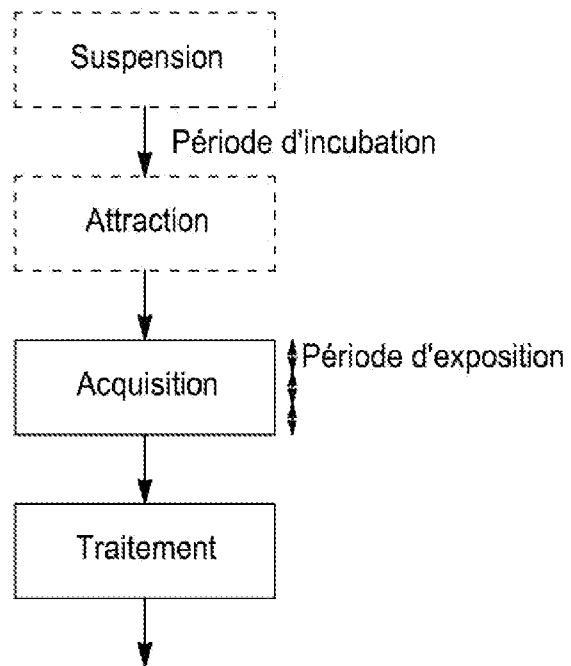 Suspension
Période d'incubation
Attraction
Période d'exposition
Acquisition
Traitement